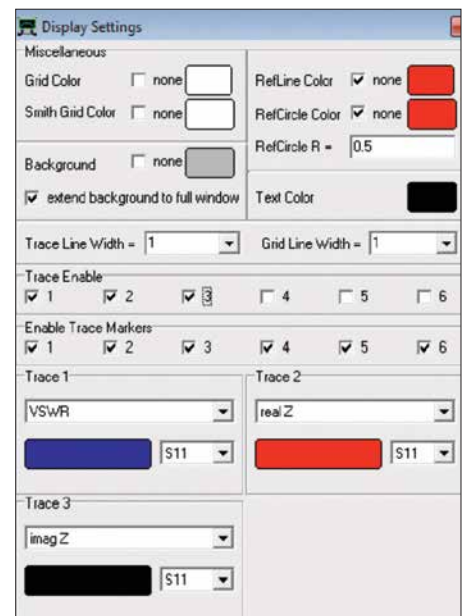 Display Settings
Miscellaneous
Grid Color none
Smith Grid Color none
Background none
extend background to full window
RefLine Color none
RefCircle Color none
RefCircle R = 0.5
Text Color
Trace Line Width = 1
Grid Line Width = 1
Trace Enable
1 2 3 4 5 6
Enable Trace Markers
1 2 3 4 5 6
Trace 1
VSWR
S11
Trace 2
real Z
S11
Trace 3
imag Z
S11